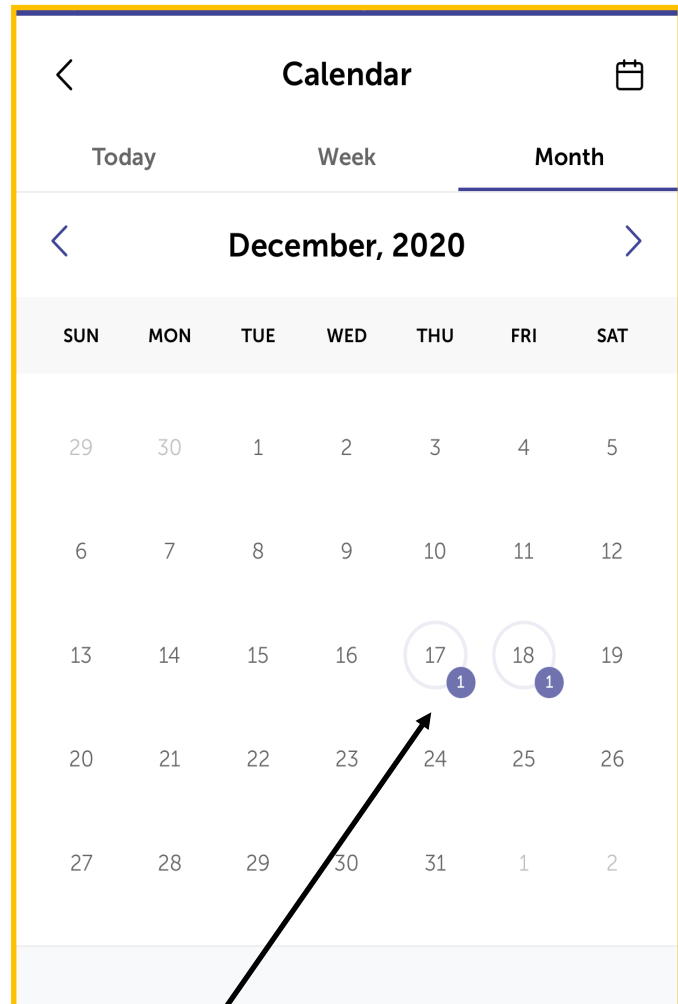 Calendar
Today Week Month
December, 2020
SUN MON TUE WED THU FRI SAT
29 30 1 2 3 4 5
6 7 8 9 10 11 12
13 14 15 16 17 18 19
1 1
20 21 22 23 24 25 26
27 28 29 30 31 1 2